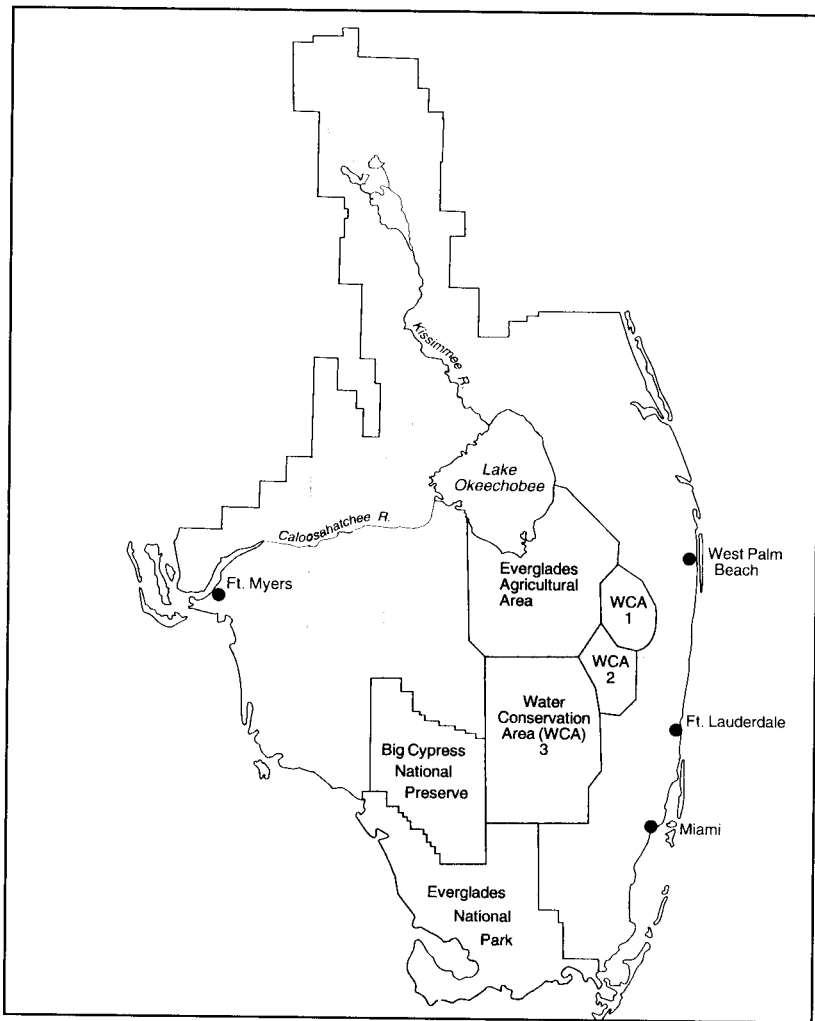 Kissimmee R.
Lake
Okeechobee
Caloosahatchee R.
West Palm
Beach
Everglades
Agricultural
Area
Ft. Myers
WCA
1
WCA
2
Water
Conservation
Area (WCA)
3
Ft. Lauderdale
Big Cypress
National
Preserve
Miami
Everglades
National
Park